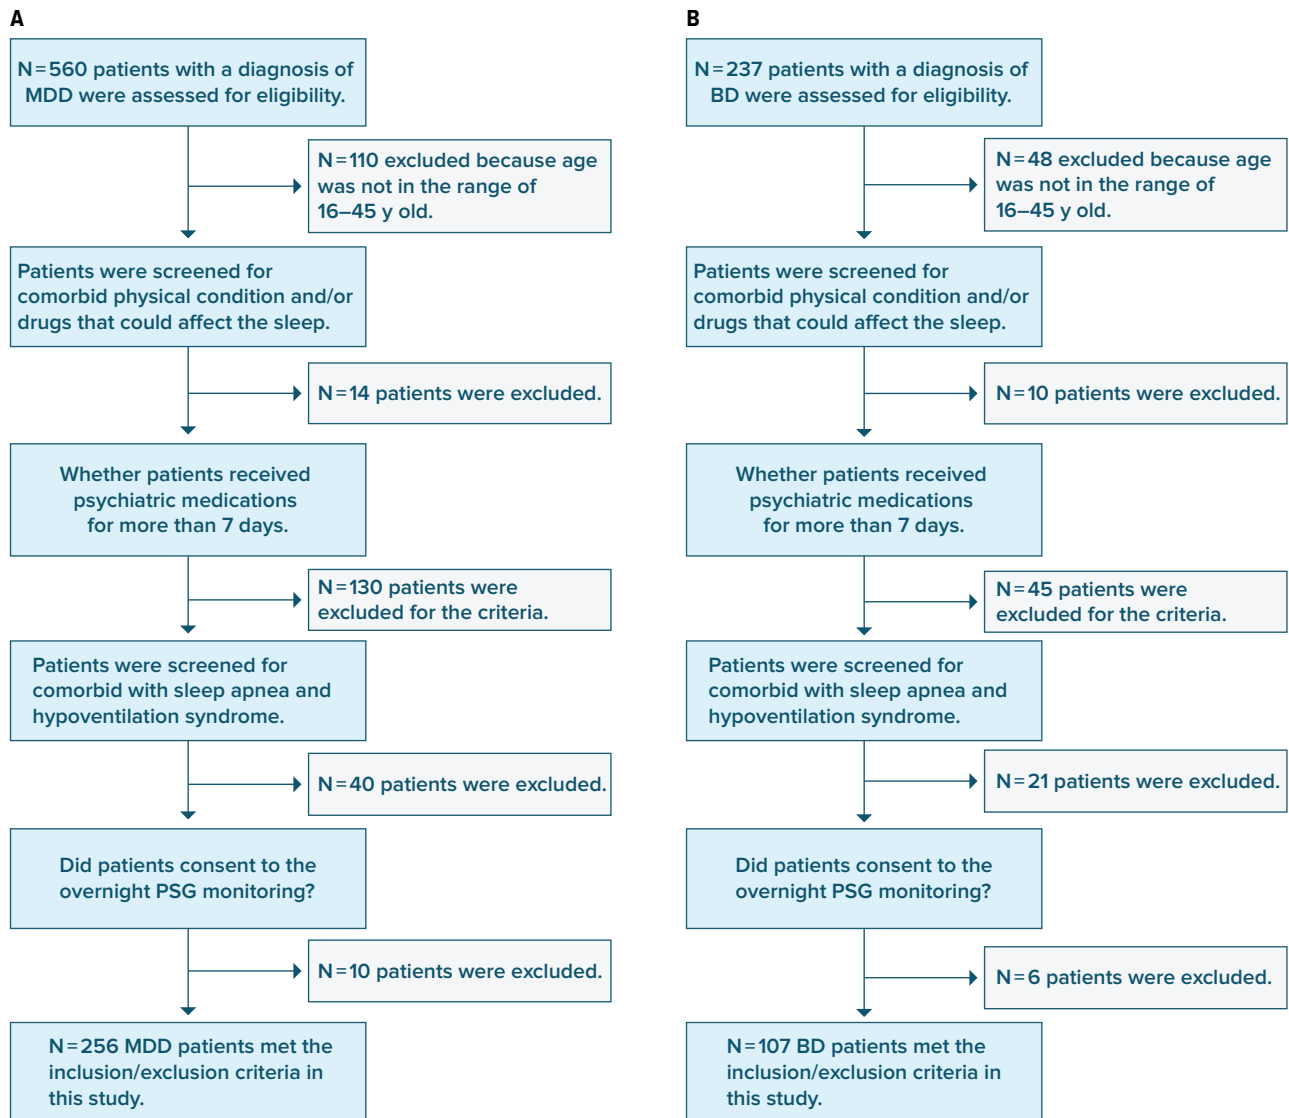 A
N=560 patients with a diagnosis of
MDD were assessed for eligibility.
N=110 excluded because age
was not in the range of
16–45 y old.
Patients were screened for
comorbid physical condition and/or
drugs that could affect the sleep.
N=14 patients were excluded.
Whether patients received
psychiatric medications
for more than 7 days.
N=130 patients were
excluded for the criteria.
Patients were screened for
comorbid with sleep apnea and
hypoventilation syndrome.
N=40 patients were excluded.
Did patients consent to the
overnight PSG monitoring?
N=10 patients were excluded.
N=256 MDD patients met the
inclusion/exclusion criteria in
this study.
B
N=237 patients with a diagnosis of
BD were assessed for eligibility.
N=48 excluded because age
was not in the range of
16–45 y old.
Patients were screened for
comorbid physical condition and/or
drugs that could affect the sleep.
N=10 patients were excluded.
Whether patients received
psychiatric medications
for more than 7 days.
N=45 patients were
excluded for the criteria.
Patients were screened for
comorbid with sleep apnea and
hypoventilation syndrome.
N=21 patients were excluded.
Did patients consent to the
overnight PSG monitoring?
N=6 patients were excluded.
N=107 BD patients met the
inclusion/exclusion criteria in
this study.